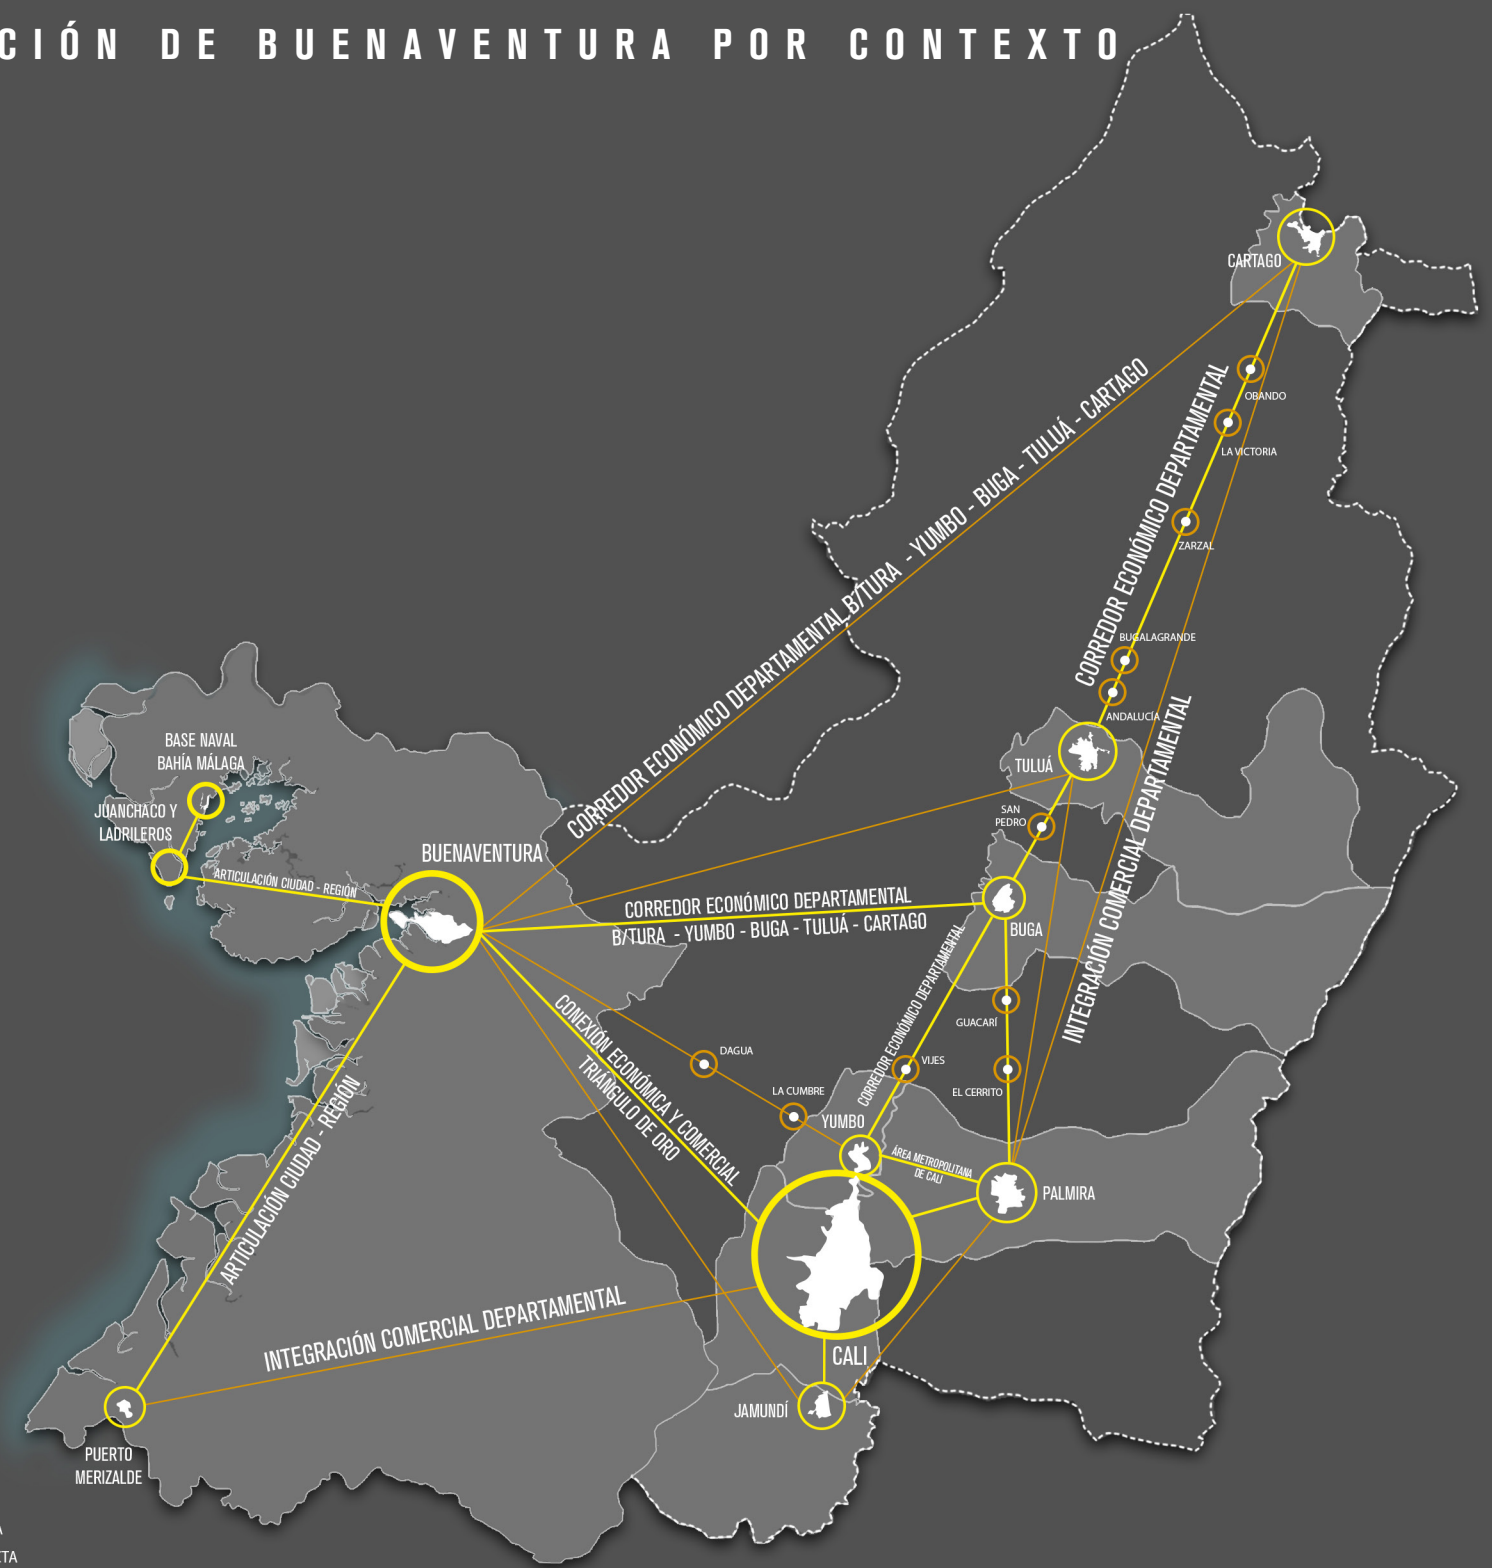 CIÓN DE BUENAVENTURA POR CONTEXTO
CARTAGO
OBANDO
LA VICTORIA
CORREDOR ECONÓMICO DEPARTAMENTAL
ZARZAL
CORREDOR ECONÓMICO DEPARTAMENTAL B/TURA - YUMBO - BUGA - TULUÁ - CARTAGO
BUGALAGRANDE
ANDALUCÍA
BASE NAVAL
BAHÍA MÁLAGA
TULUÁ
JUANCHACO Y
LADRILEROS
SAN
PEDRO
INTEGRACIÓN COMERCIAL DEPARTAMENTAL
BUENAVENTURA
ARTICULACIÓN CIUDAD - REGIÓN
CORREDOR ECONÓMICO DEPARTAMENTAL
B/TURA - YUMBO - BUGA - TULUÁ - CARTAGO
BUGA
CORREDOR ECONÓMICO DEPARTAMENTAL
GUACARÍ
DAGUA
VIJES
LA CUMBRE
EL CERRITO
CONEXIÓN ECONÓMICA Y COMERCIAL
TRIÁNGULO DE ORO
YUMBO
ÁREA METROPOLITANA
DE CALI
PALMIRA
ARTICULACIÓN CIUDAD - REGIÓN
INTEGRACIÓN COMERCIAL DEPARTAMENTAL
CALI
JAMUNDÍ
PUERTO
MERIZALDE
TA